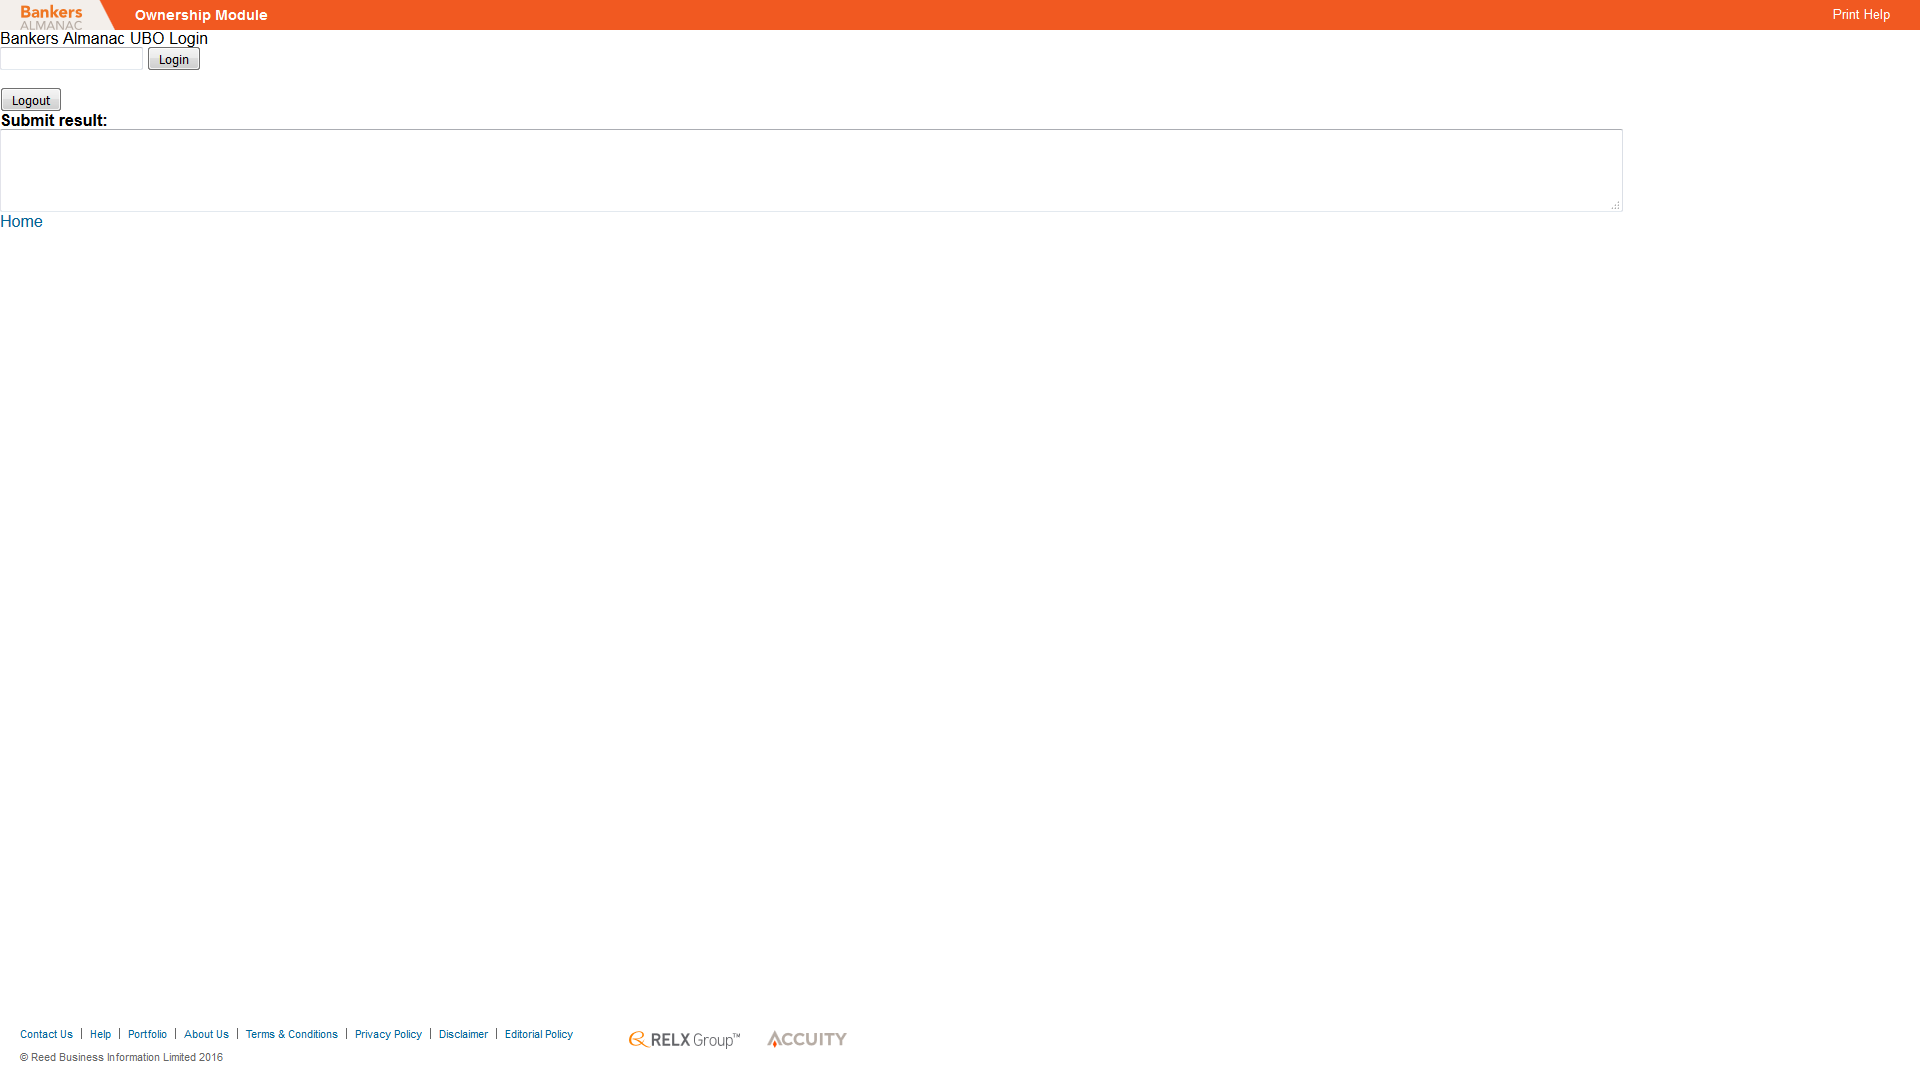 Bankers ALMANAC Ownership Module Print Help
Bankers Almanac UBO Login
Login
Logout
Submit result:
Home
Contact Us | Help | Portfolio | About Us | Terms & Conditions | Privacy Policy | Disclaimer | Editorial Policy
RELX Group™ ACCUITY
© Reed Business Information Limited 2016